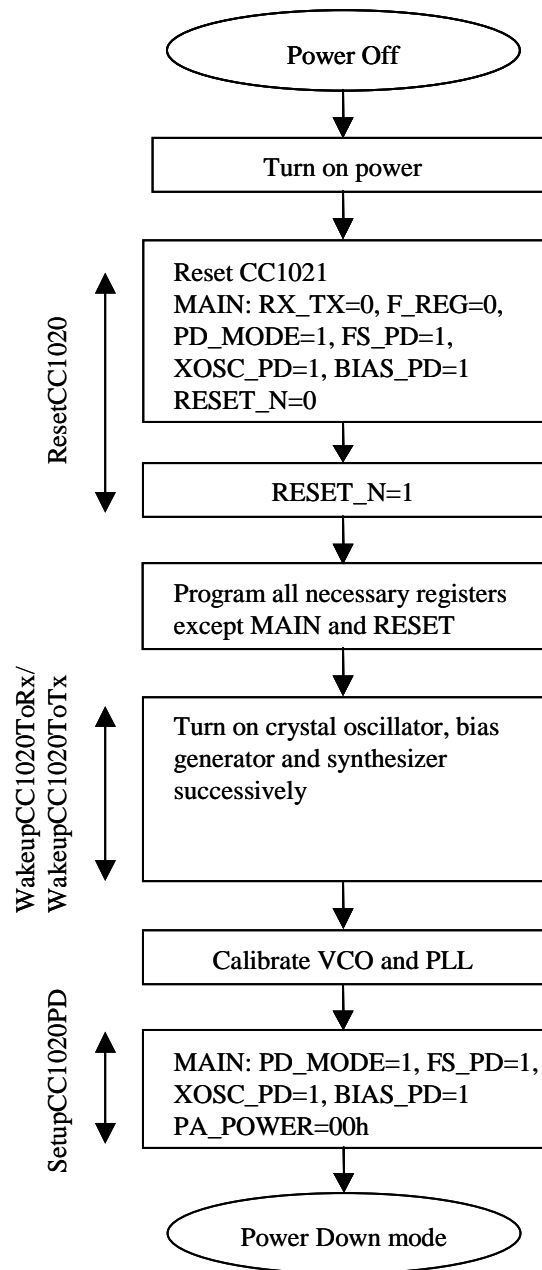 Power Off
Turn on power
ResetCC1020
Reset CC1021
MAIN: RX_TX=0, F_REG=0,
PD_MODE=1, FS_PD=1,
XOSC_PD=1, BIAS_PD=1
RESET_N=0
RESET_N=1
Program all necessary registers
except MAIN and RESET
WakeupCC1020ToRx/
WakeupCC1020ToTx
Turn on crystal oscillator, bias
generator and synthesizer
successively
Calibrate VCO and PLL
SetupCC1020PD
MAIN: PD_MODE=1, FS_PD=1,
XOSC_PD=1, BIAS_PD=1
PA_POWER=00h
Power Down mode